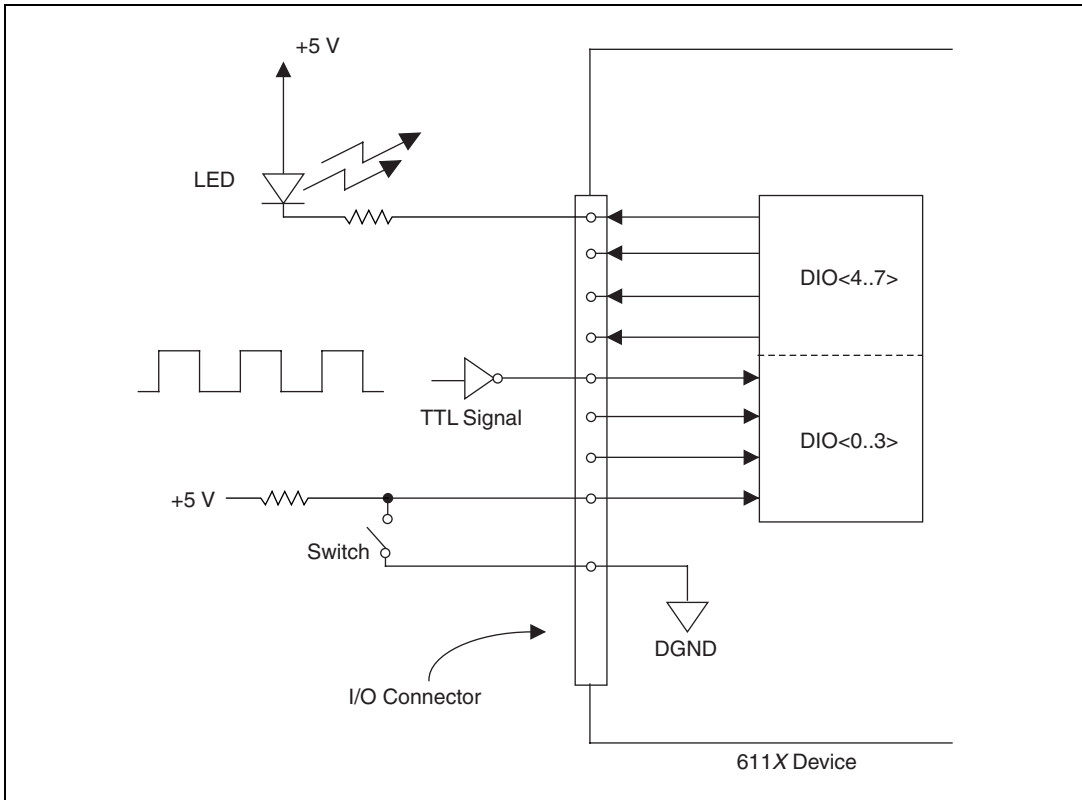 +5 V
LED
DIO<4..7>
TTL Signal
DIO<0..3>
+5 V
Switch
DGND
I/O Connector
611X Device